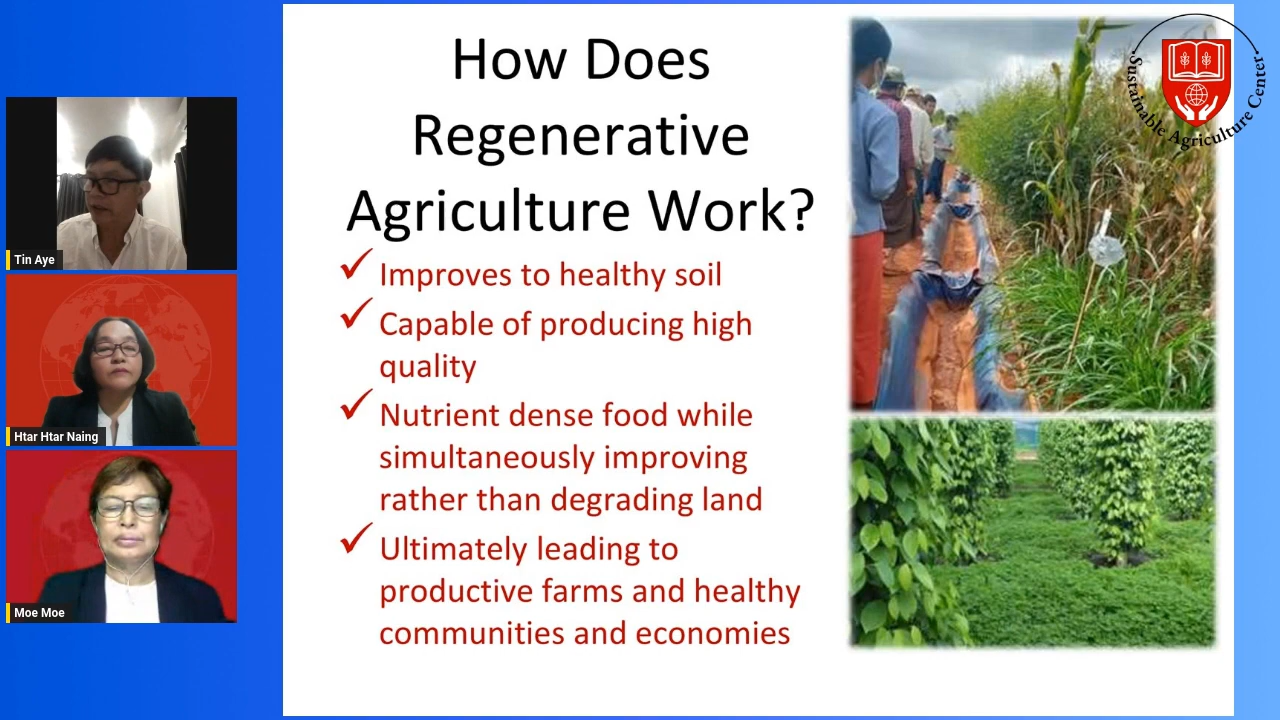 How Does
Regenerative
Agriculture Work?
✓ Improves to healthy soil
✓ Capable of producing high
quality
✓ Nutrient dense food while
simultaneously improving
rather than degrading land
✓ Ultimately leading to
productive farms and healthy
communities and economies
Sustainable Agriculture Center
Tin Aye
Htar Htar Naing
Moe Moe